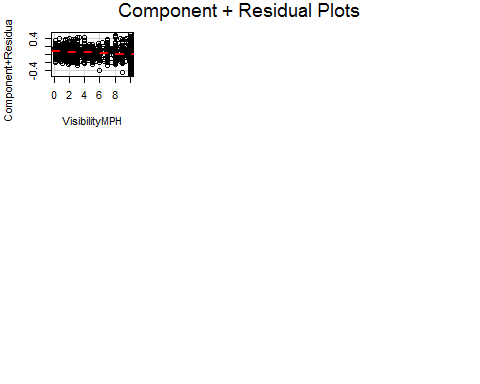 Component + Residual Plots
Component+Residua
0.4
-0.4
0 2 4 6 8
VisibilityMPH